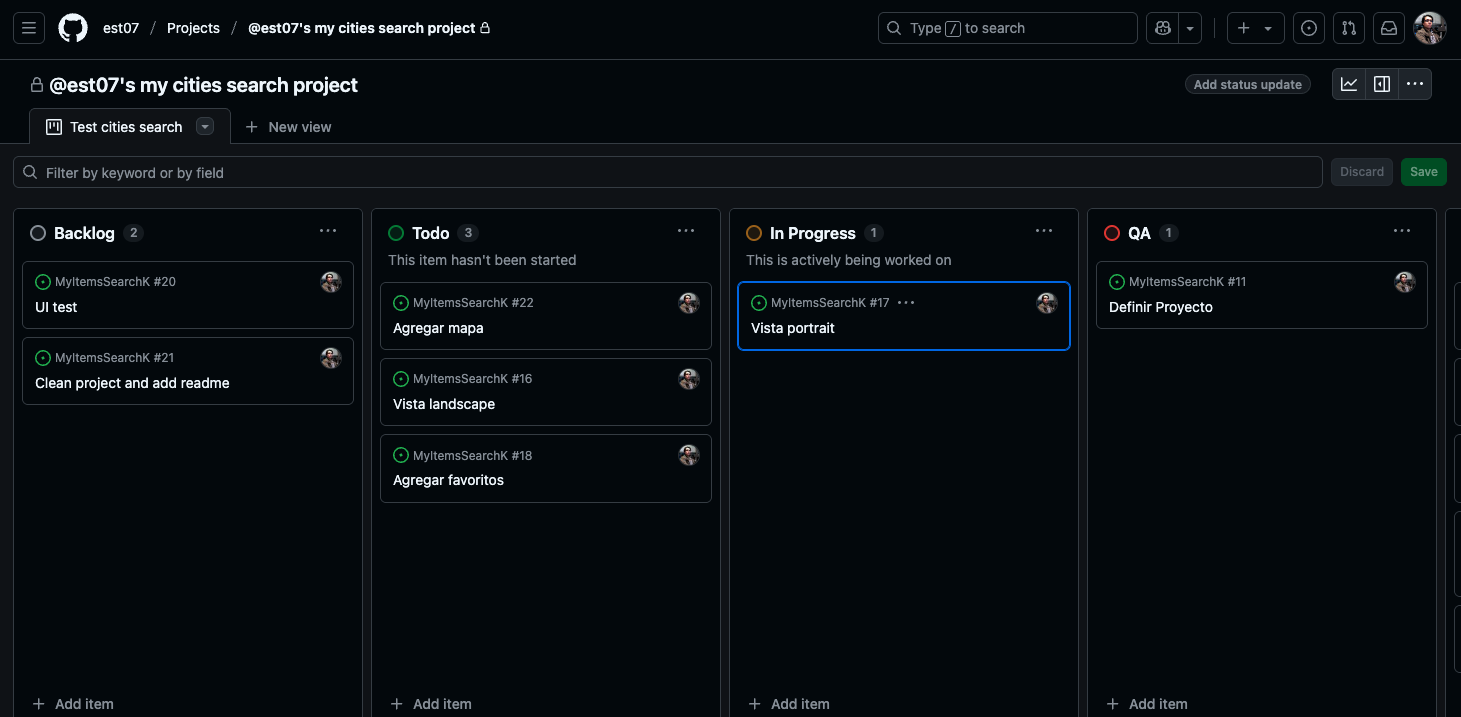 est07 / Projects / @est07's my cities search project
Type / to search
@est07's my cities search project
Add status update
Test cities search
New view
Filter by keyword or by field
Discard
Save
Backlog 2
MyItemsSearchK #20
UI test
MyItemsSearchK #21
Clean project and add readme
Add item
Todo 3
This item hasn't been started
MyItemsSearchK #22
Agregar mapa
MyItemsSearchK #16
Vista landscape
MyItemsSearchK #18
Agregar favoritos
Add item
In Progress 1
This is actively being worked on
MyItemsSearchK #17
Vista portrait
Add item
QA 1
MyItemsSearchK #11
Definir Proyecto
Add item